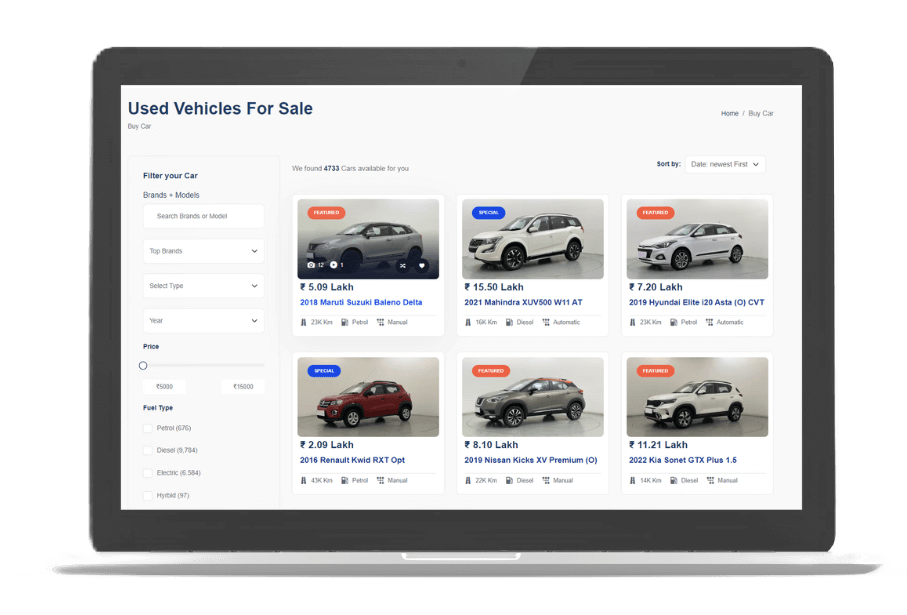 Used Vehicles For Sale
Buy Car
Home / Buy Car
Filter your Car
Brands + Models
Search Brands or Model
Top Brands
Select Type
Year
Price
₹5000 ₹15000
Fuel Type
Petrol (676)
Diesel (9,784)
Electric (6,584)
Hyrbid (97)
We found 4733 Cars available for you
Sort by: Date: newest First
FEATURED
12 1
₹ 5.09 Lakh
2018 Maruti Suzuki Baleno Delta
23K Km Petrol Manual
SPECIAL
₹ 15.50 Lakh
2021 Mahindra XUV500 W11 AT
16K Km Diesel Automatic
FEATURED
₹ 7.20 Lakh
2019 Hyundai Elite i20 Asta (O) CVT
23K Km Petrol Automatic
SPECIAL
₹ 2.09 Lakh
2016 Renault Kwid RXT Opt
43K Km Petrol Manual
FEATURED
₹ 8.10 Lakh
2019 Nissan Kicks XV Premium (O)
22K Km Diesel Manual
FEATURED
₹ 11.21 Lakh
2022 Kia Sonet GTX Plus 1.5
14K Km Diesel Manual